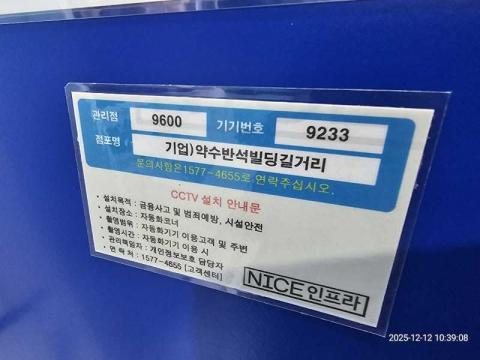 관리점 9600 기기번호 9233
점포명 기업)약수반석빌딩길거리
문의사항은1577-4655로 연락주십시오.
CCTV 설치 안내문
• 설치목적 : 금융사고 및 범죄예방, 시설안전
• 설치장소 : 자동화코너
• 촬영범위 : 자동화기기 이용고객 및 주변
• 촬영시간 : 자동화기기 이용 시
• 관리책임자 : 개인정보보호 담당자
• 연 락 처 : 1577-4655 [고객센터]
NICE인프라
2025-12-12 10:39:08